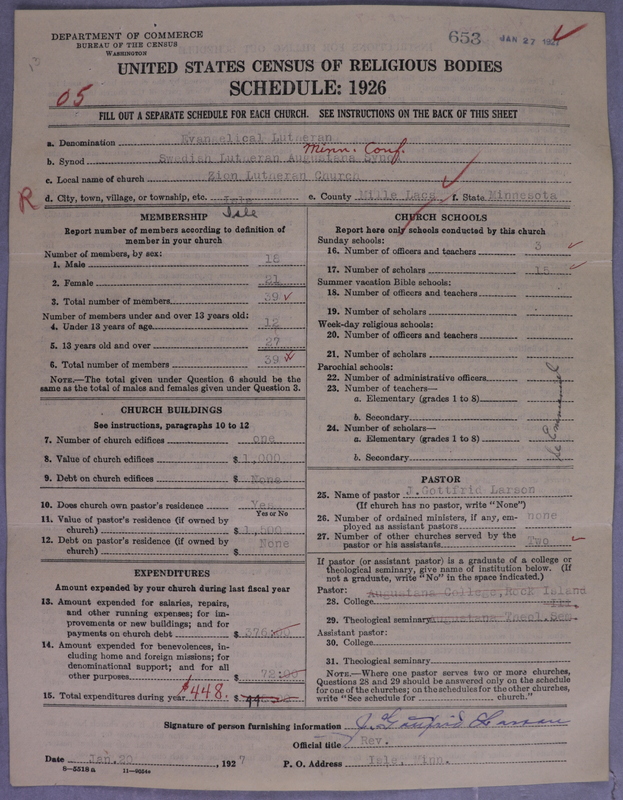 DEPARTMENT OF COMMERCE
BUREAU OF THE CENSUS
WASHINGTON
653 JAN 27 1927
UNITED STATES CENSUS OF RELIGIOUS BODIES
SCHEDULE: 1926
05
FILL OUT A SEPARATE SCHEDULE FOR EACH CHURCH. SEE INSTRUCTIONS ON THE BACK OF THIS SHEET
a. Denomination Evangelical Lutheran
Minn. Conf.
b. Synod Swedish Lutheran Augustana Synod
c. Local name of church Zion Lutheran Church
R d. City, town, village, or township, etc. Isle e. County Mille Lacs f. State Minnesota
Isle
MEMBERSHIP
Report number of members according to definition of
member in your church
Number of members, by sex:
1. Male 18
2. Female 21
3. Total number of members 39
Number of members under and over 13 years old:
4. Under 13 years of age 12
5. 13 years old and over 27
6. Total number of members 39
NOTE.—The total given under Question 6 should be the
same as the total of males and females given under Question 3.
CHURCH BUILDINGS
See instructions, paragraphs 10 to 12
7. Number of church edifices one
8. Value of church edifices $ 1,000
9. Debt on church edifices $ None
10. Does church own pastor's residence Yes
Yes or No
11. Value of pastor's residence (if owned by
church) $ 1,000
12. Debt on pastor's residence (if owned by
church) $ None
EXPENDITURES
Amount expended by your church during last fiscal year
13. Amount expended for salaries, repairs,
and other running expenses; for im-
provements or new buildings; and for
payments on church debt $ 376.00
14. Amount expended for benevolences, in-
cluding home and foreign missions; for
denominational support; and for all
other purposes $ 72:00
15. Total expenditures during year $448. $
CHURCH SCHOOLS
Report here only schools conducted by this church
Sunday schools:
16. Number of officers and teachers 3
17. Number of scholars 15
Summer vacation Bible schools:
18. Number of officers and teachers
19. Number of scholars
Week-day religious schools:
20. Number of officers and teachers
21. Number of scholars
Parochial schools:
22. Number of administrative officers
23. Number of teachers—
a. Elementary (grades 1 to 8)
b. Secondary
24. Number of scholars—
a. Elementary (grades 1 to 8)
b. Secondary
PASTOR
25. Name of pastor J. Gottfrid Larson
(If church has no pastor, write "None")
26. Number of ordained ministers, if any, em-
ployed as assistant pastors none
27. Number of other churches served by the
pastor or his assistants Two
If pastor (or assistant pastor) is a graduate of a college or
theological seminary, give name of institution below. (If
not a graduate, write "No" in the space indicated.)
Pastor:
28. College Augustana College, Rock Island
Ill.
29. Theological seminary Augustana Theol. Sem.
Assistant pastor:
30. College
31. Theological seminary
NOTE.—Where one pastor serves two or more churches,
Questions 28 and 29 should be answered only on the schedule
for one of the churches; on the schedules for the other churches,
write "See schedule for church."
Signature of person furnishing information J. Gottfrid Larson
Official title Rev.
Date Jan. 20, 1927 P. O. Address Isle, Minn.
8-5518a 11-9554a